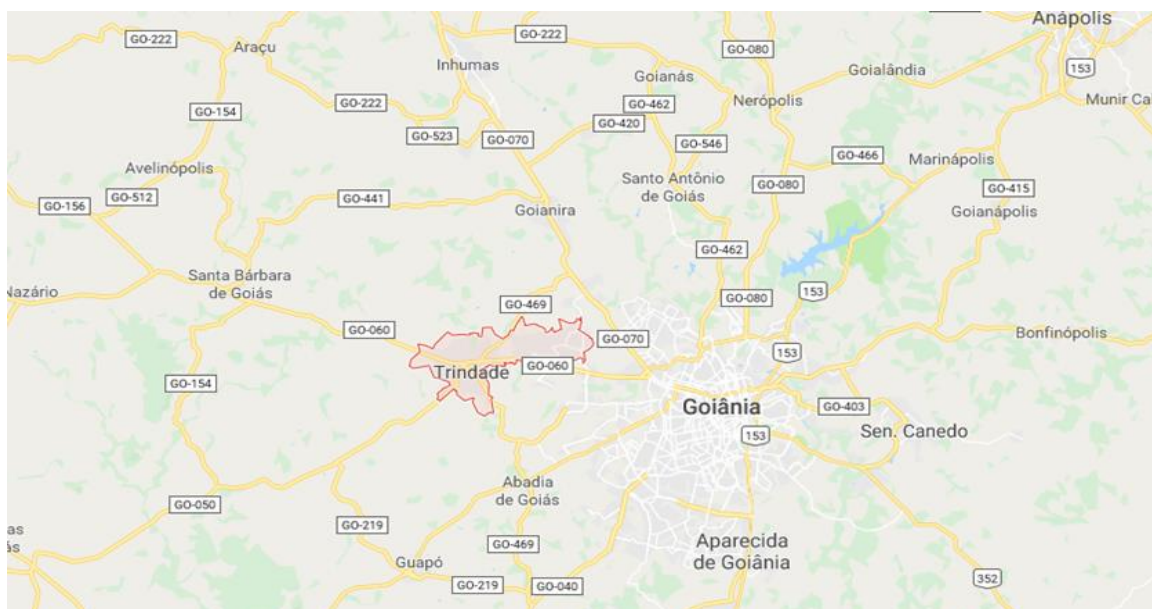 Anápolis
GO-222
GO-222
Araçu
GO-080
Inhumas
153
Goialândia
Goianás
GO-222
GO-462
Nerópolis
Munir Ca
GO-154
GO-420
GO-523
GO-070
GO-546
GO-466
Marinápolis
Avelinópolis
Santo Antônio
de Goiás
GO-080
GO-415
GO-512
GO-441
GO-156
Goianira
Goianápolis
GO-462
Santa Bárbara
de Goiás
Nazário
153
GO-080
GO-469
GO-060
Bonfinópolis
GO-070
153
GO-060
Trindade
GO-154
Goiânia
GO-403
153
Sen. Canedo
Abadia
de Goiás
GO-050
GO-219
as
ás
GO-469
Aparecida
de Goiânia
Guapó
352
GO-219
GO-040